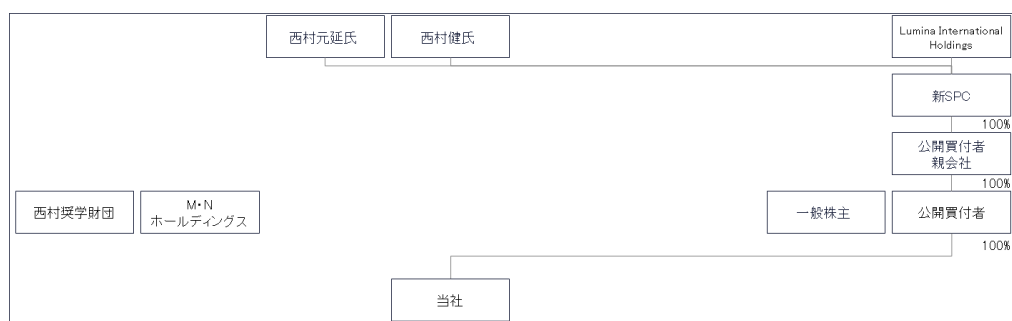 西村元延氏
西村健氏
Lumina International
Holdings
新SPC
100%
公開買付者
親会社
100%
西村奨学財団
M・N
ホールディングス
一般株主
公開買付者
100%
当社